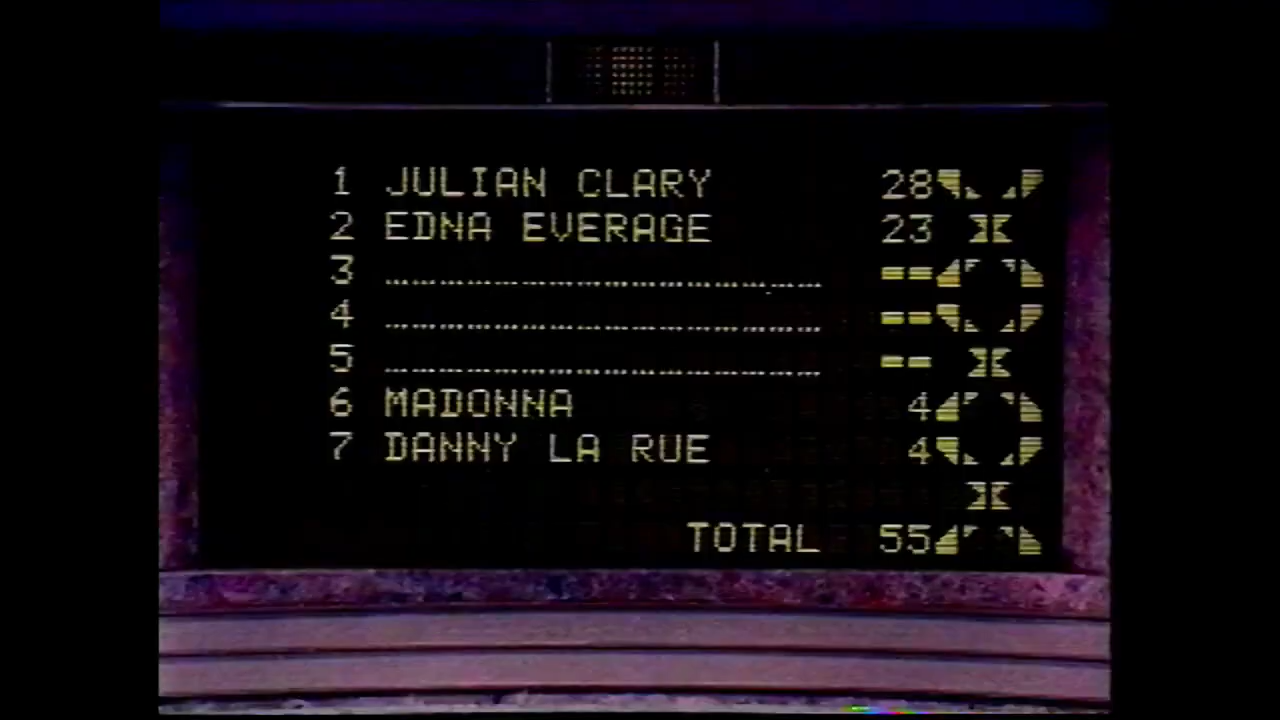 1 JULIAN CLARY 28
2 EDNA EVERAGE 23
3 ................................ --
4 ................................ --
5 ................................ --
6 MADONNA 4
7 DANNY LA RUE 4
TOTAL 55